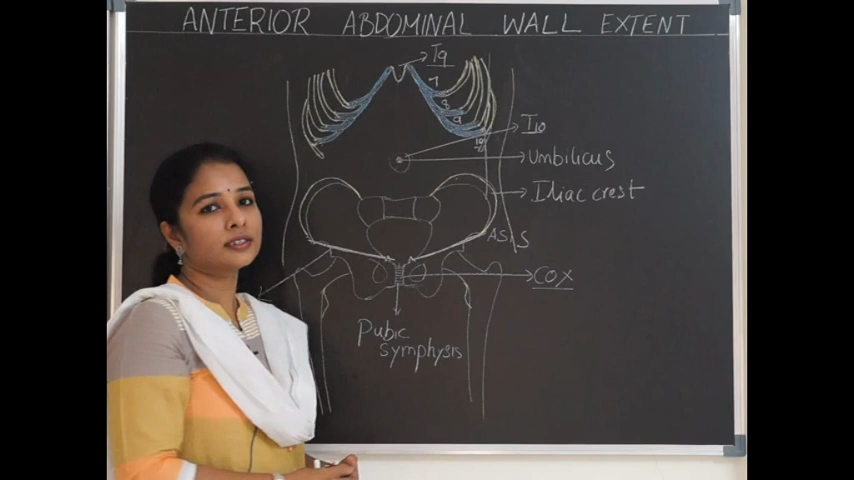 ANTERIOR ABDOMINAL WALL EXTENT
T9
7
8
9
10
T10
Umbilicus
Iliac crest
ASIS
COX
Pubic
symphysis